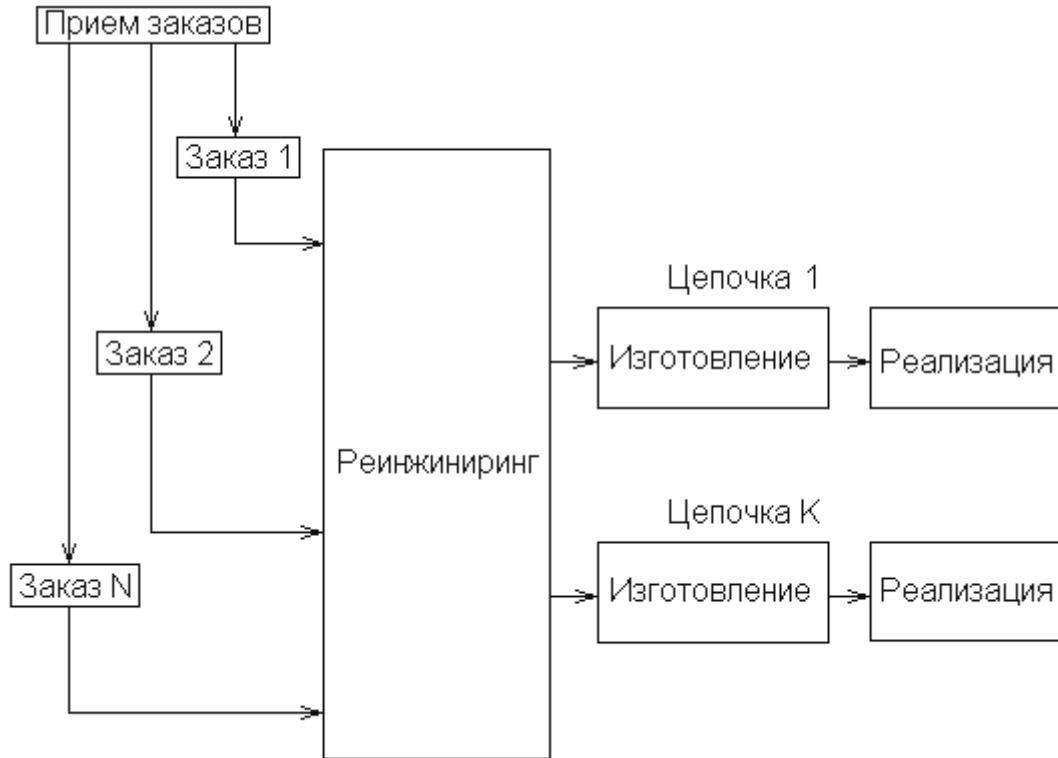 Прием заказов
Заказ 1
Цепочка 1
Изготовление
Реализация
Заказ 2
Реинжиниринг
Цепочка K
Заказ N
Изготовление
Реализация